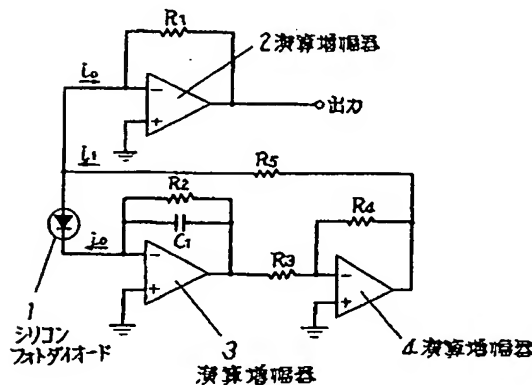 R1
i0
2 演算増幅器
−
+
出力
i1
R5
R2
R4
i0
C1
−
+
R3
−
+
1
シリコン
フォトダイオード
3
演算増幅器
4 演算増幅器